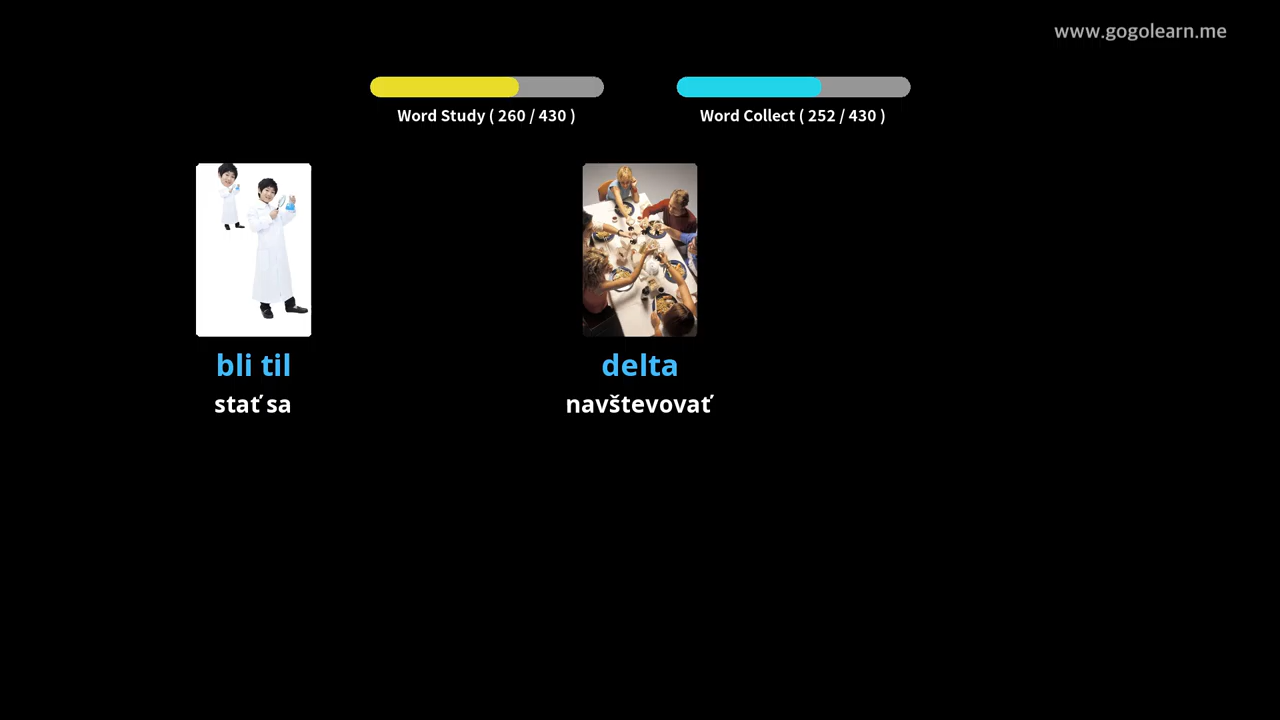 www.gogolearn.me
Word Study ( 260 / 430 )
Word Collect ( 252 / 430 )
bli til
stať sa
delta
navštevovať